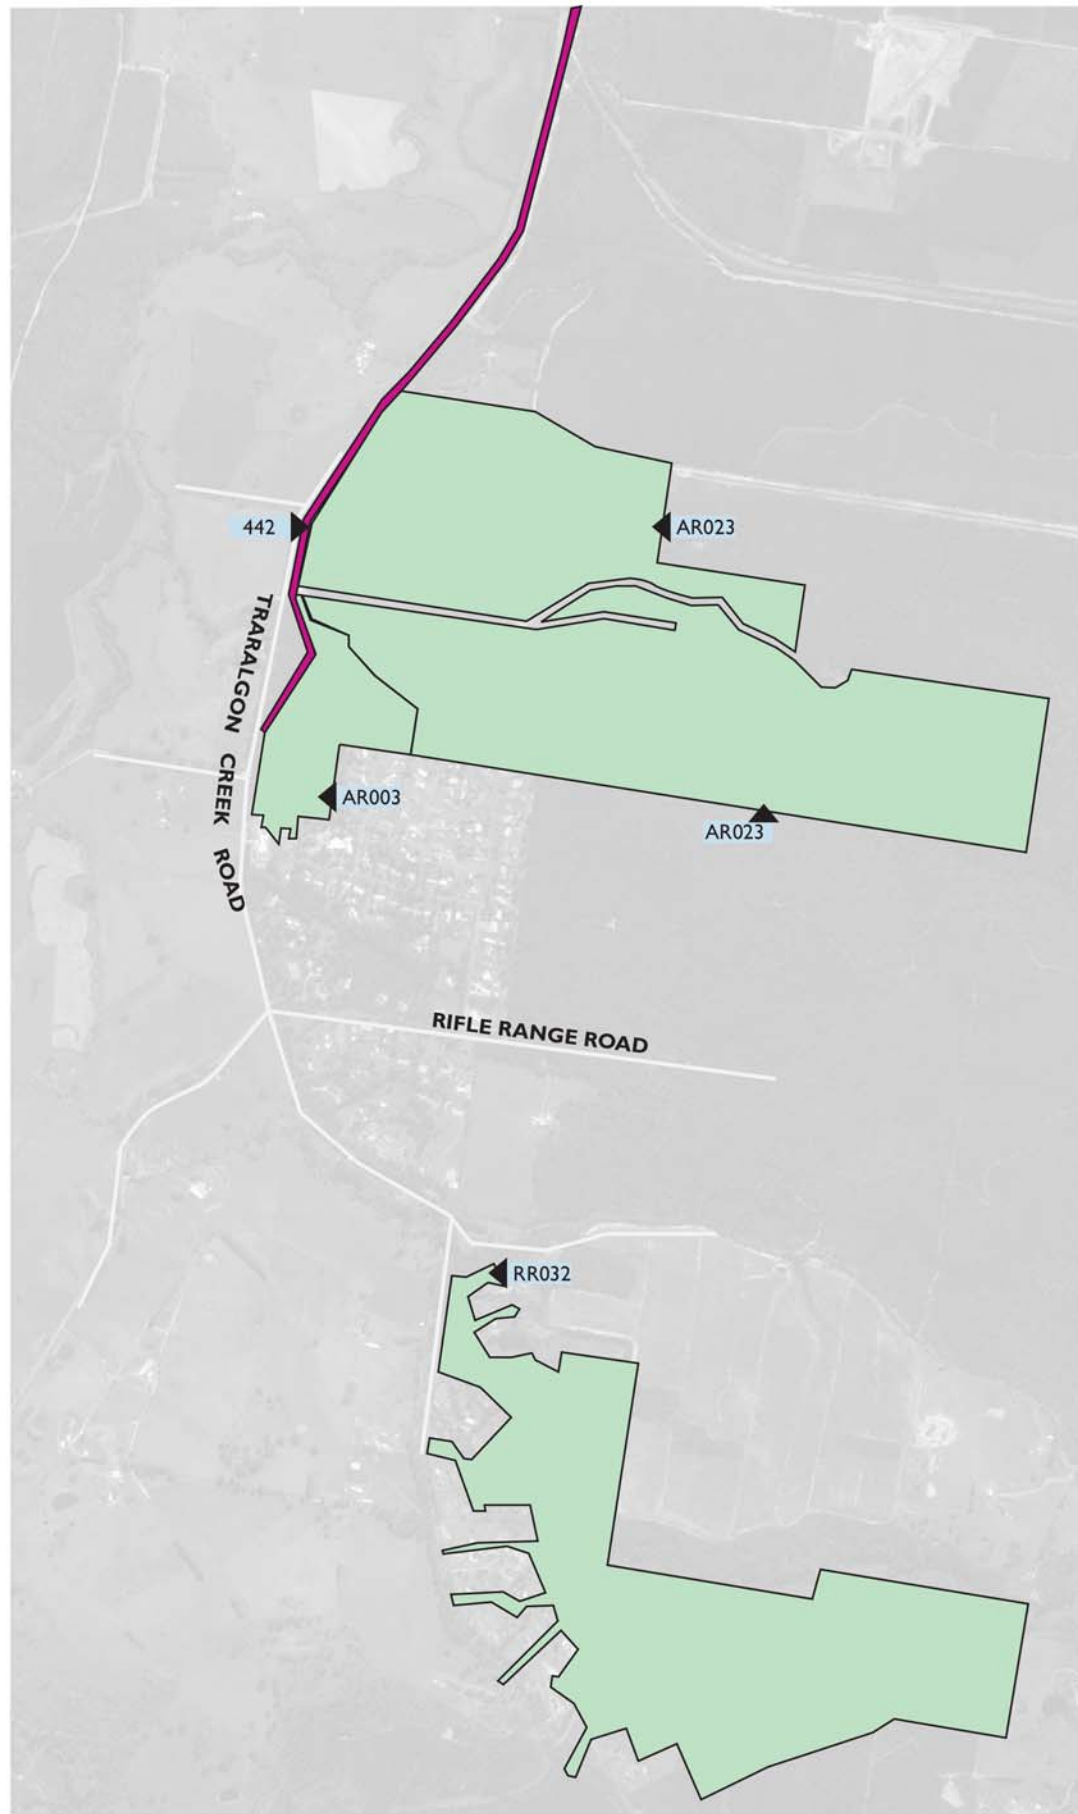 442
AR023
TRARALGON CREEK ROAD
AR003
AR023
RIFLE RANGE ROAD
RR032